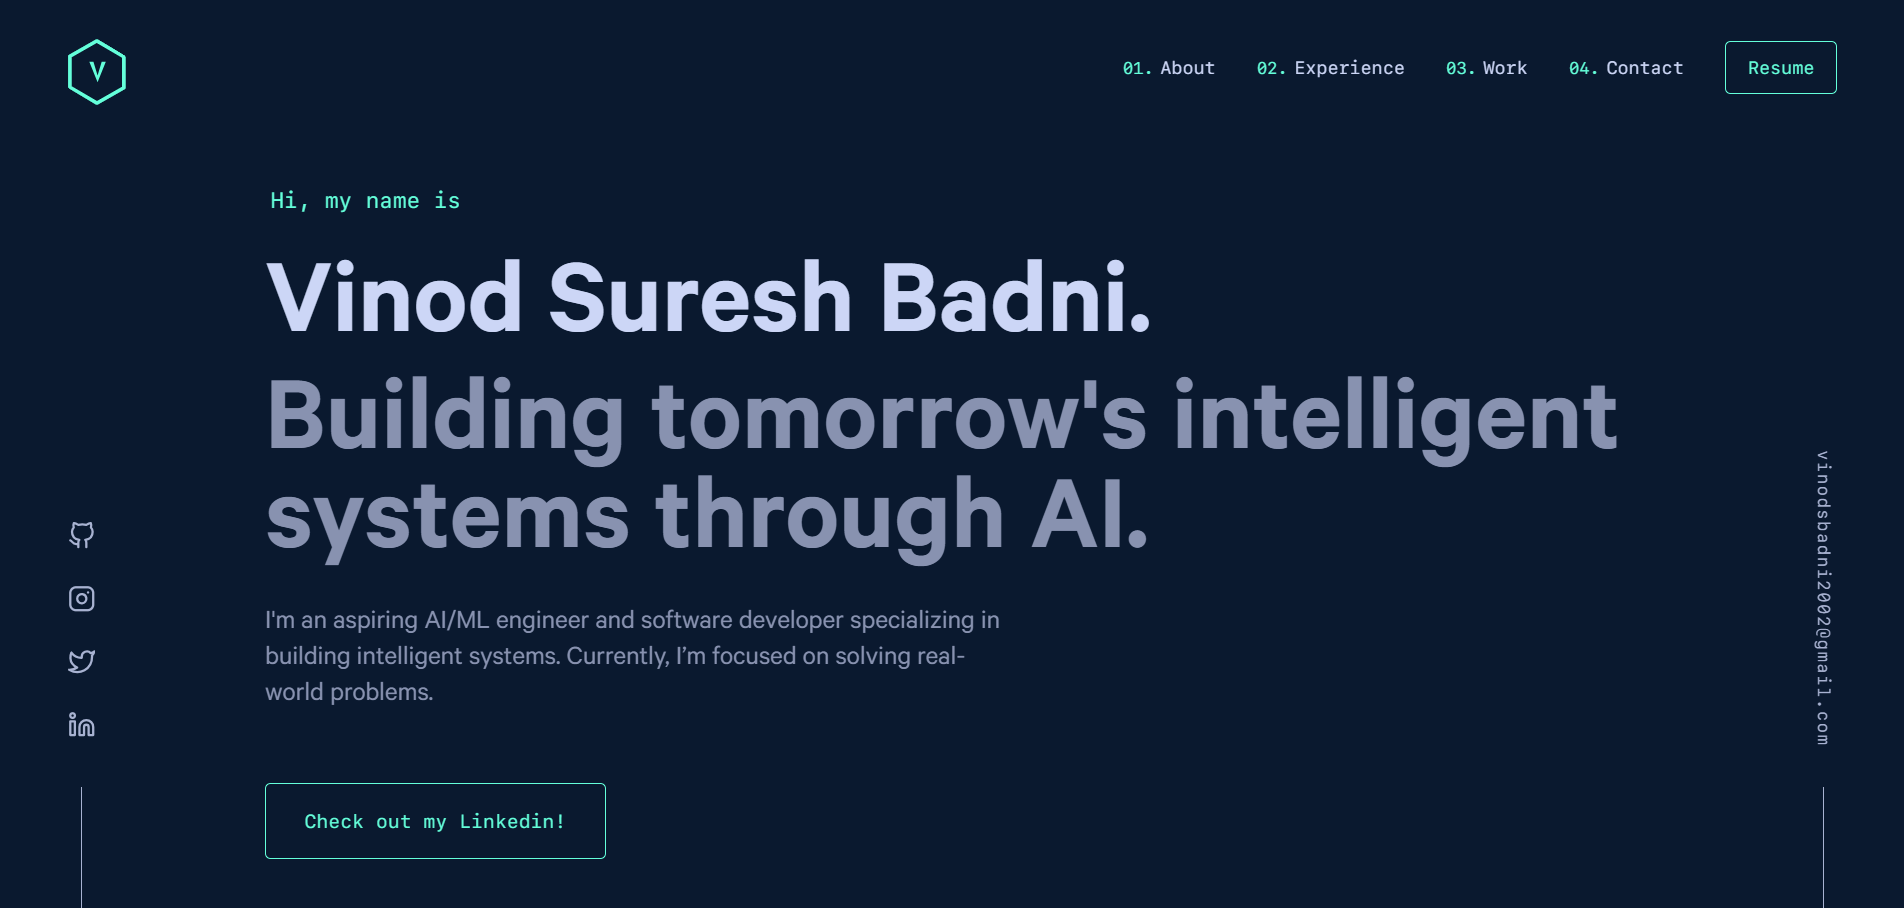 V
01. About
02. Experience
03. Work
04. Contact
Resume
Hi, my name is
Vinod Suresh Badni.
Building tomorrow's intelligent
systems through AI.
I'm an aspiring AI/ML engineer and software developer specializing in
building intelligent systems. Currently, I’m focused on solving real-
world problems.
Check out my Linkedin!
in
vinodsbadni2002@gmail.com